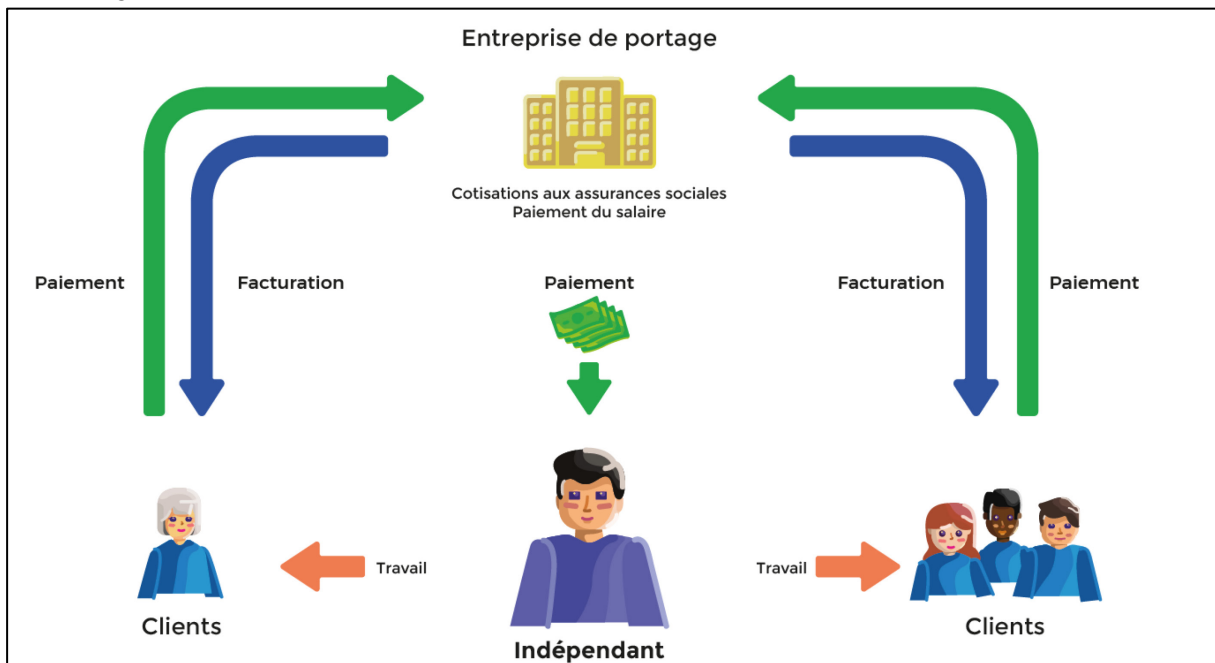 Entreprise de portage
Cotisations aux assurances sociales
Paiement du salaire
Paiement
Facturation
Paiement
Facturation
Paiement
Travail
Travail
Clients
Indépendant
Clients